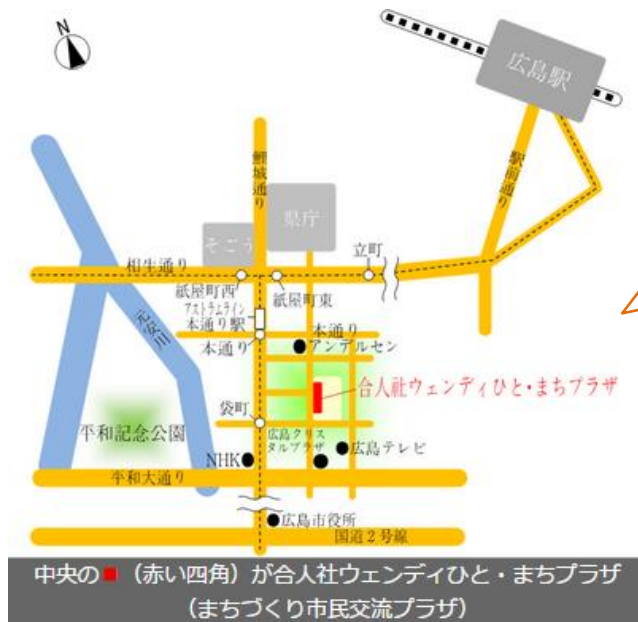 N
広島駅
鯉城通り
県庁
駅前通り
そごう
相生通り
立町
紙屋町西
紙屋町東
アストラムライン
本通り駅
本通り
本通り
アンデルセン
元安川
合人社ウェンディひと・まちプラザ
袋町
平和記念公園
広島クリス
タルプラザ
広島テレビ
NHK
平和大通り
広島市役所
国道2号線
中央の■（赤い四角）が合人社ウェンディひと・まちプラザ
（まちづくり市民交流プラザ）